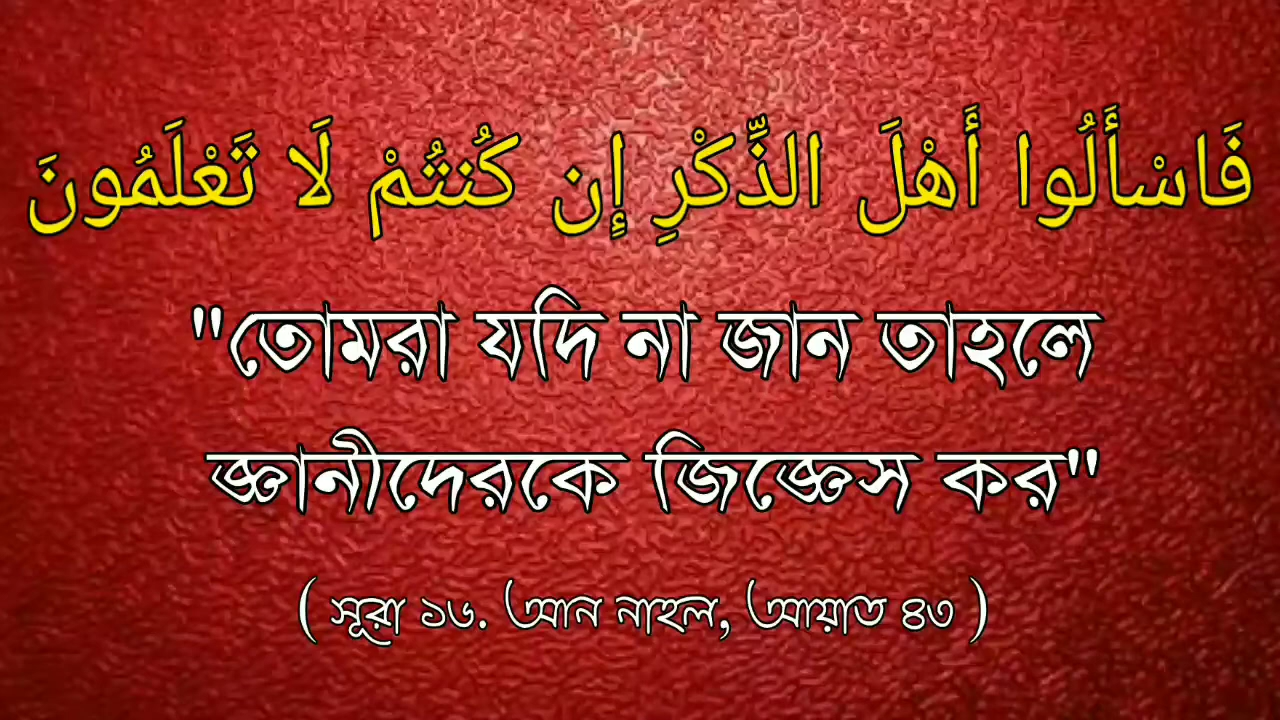 فَاسْأَلُوا أَهْلَ الذِّكْرِ إِن كُنتُمْ لَا تَعْلَمُونَ
"তোমরা যদি না জান তাহলে
জ্ঞানীদেরকে জিজ্ঞেস কর"
( সূরা ১৬. আন নাহল, আয়াত ৪৩ )